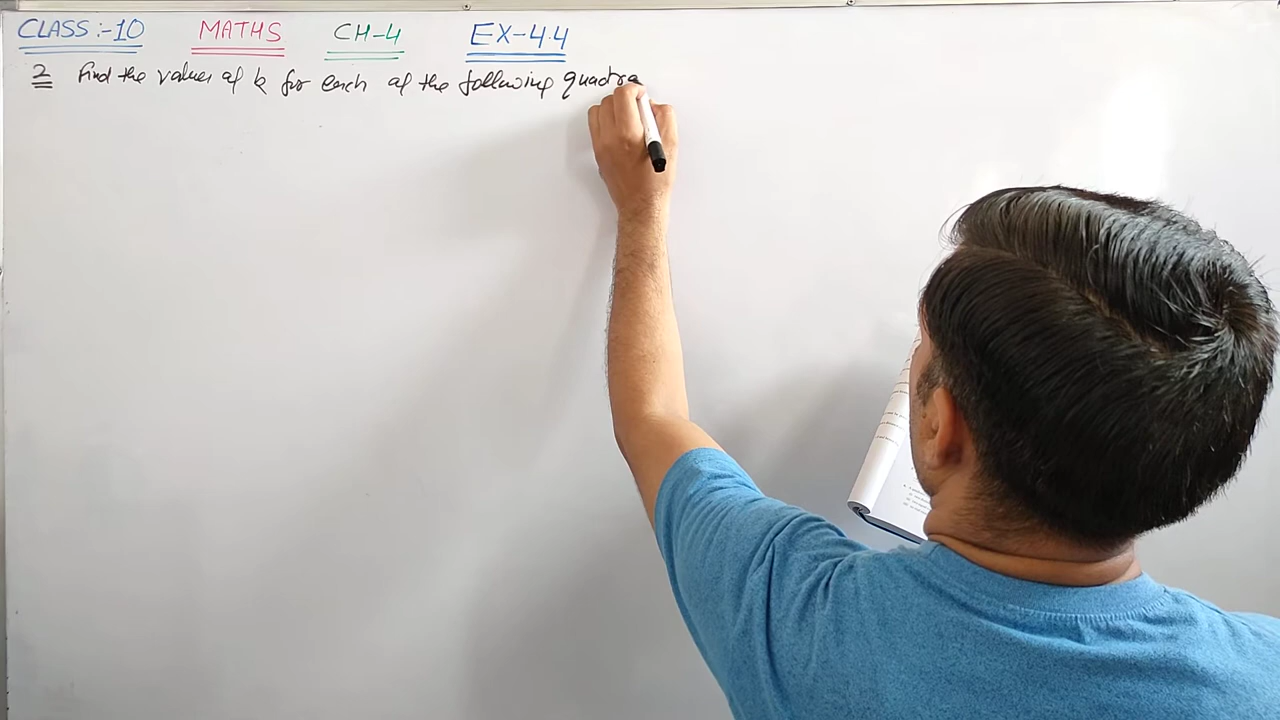 CLASS:-10 MATHS CH-4 EX-4.4
2 Find the values of k for each of the following quadra